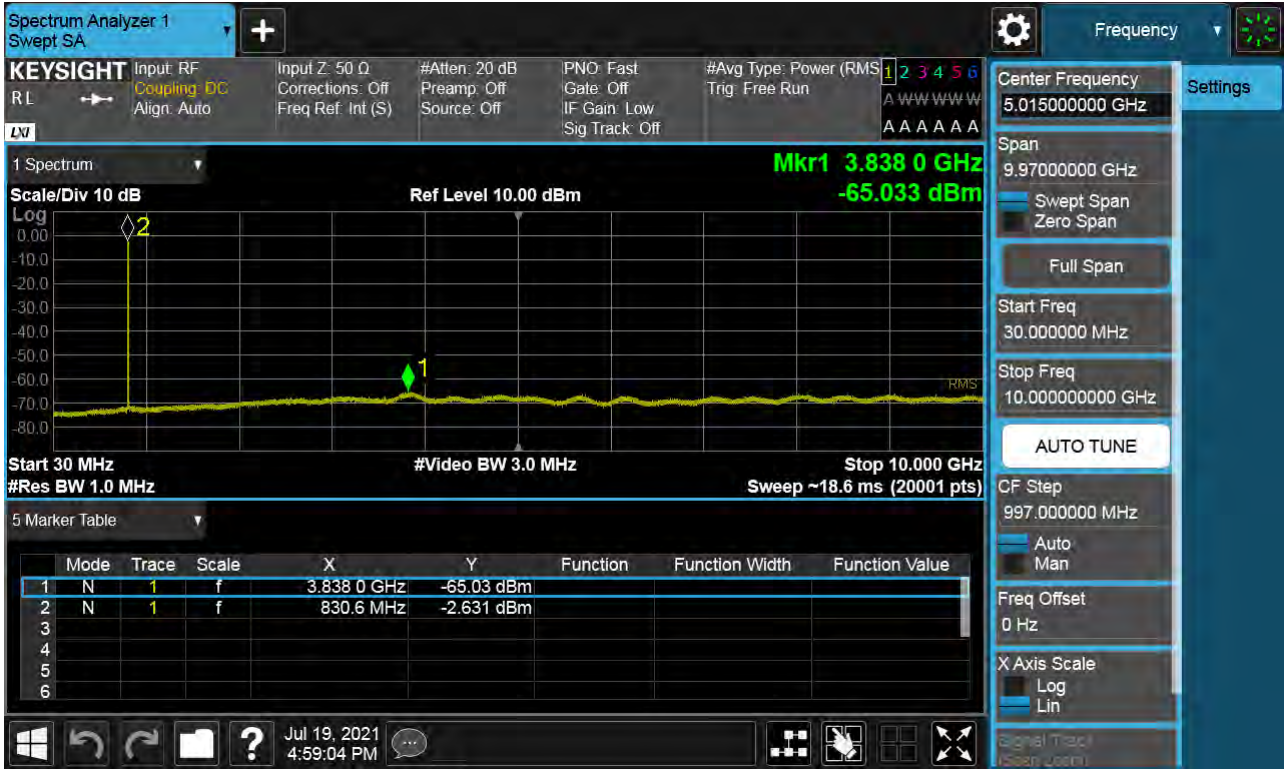 Spectrum Analyzer 1
Swept SA
+
Frequency
KEYSIGHT
R L
LXI
Input: RF
Coupling: DC
Align: Auto
Input Z: 50 Ω
Corrections: Off
Freq Ref: Int (S)
#Atten: 20 dB
Preamp: Off
Source: Off
PNO: Fast
Gate: Off
IF Gain: Low
Sig Track: Off
#Avg Type: Power (RMS
Trig: Free Run
1 2 3 4 5 6
A W W W W W
A A A A A A
1 Spectrum
Mkr1 3.838 0 GHz
-65.033 dBm
Scale/Div 10 dB
Ref Level 10.00 dBm
Log
0.00
-10.0
-20.0
-30.0
-40.0
-50.0
-60.0
-70.0
-80.0
2
1
RMS
Start 30 MHz
#Video BW 3.0 MHz
Stop 10.000 GHz
#Res BW 1.0 MHz
Sweep ~18.6 ms (20001 pts)
5 Marker Table
Mode Trace Scale X Y Function Function Width Function Value
1 N 1 f 3.838 0 GHz -65.03 dBm
2 N 1 f 830.6 MHz -2.631 dBm
3
4
5
6
?
Jul 19, 2021
4:59:04 PM
Center Frequency
5.015000000 GHz
Settings
Span
9.97000000 GHz
Swept Span
Zero Span
Full Span
Start Freq
30.000000 MHz
Stop Freq
10.000000000 GHz
AUTO TUNE
CF Step
997.000000 MHz
Auto
Man
Freq Offset
0 Hz
X Axis Scale
Log
Lin
Signal Track
(Span Zoom)